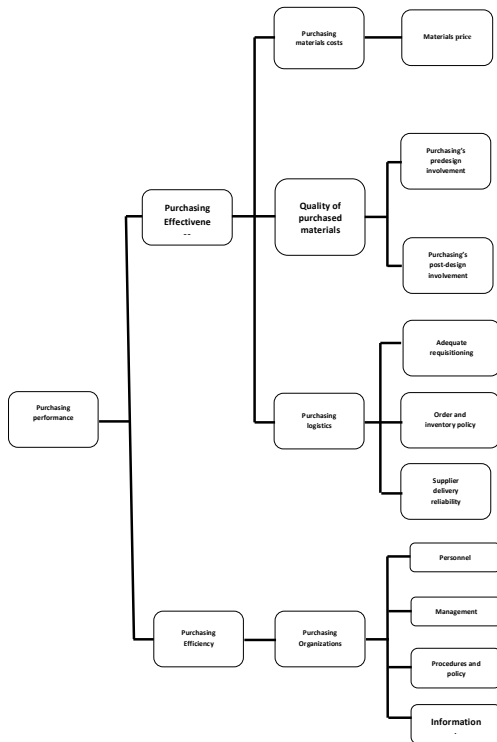 Purchasing
materials costs
Materials price
Purchasing's
predesign
involvement
Purchasing
Effectivene
Quality of
purchased
materials
Purchasing's
post-design
involvement
Adequate
requisitioning
Purchasing
performance
Purchasing
logistics
Order and
inventory policy
Supplier
delivery
reliability
Personnel
Management
Purchasing
Efficiency
Purchasing
Organizations
Procedures and
policy
Information